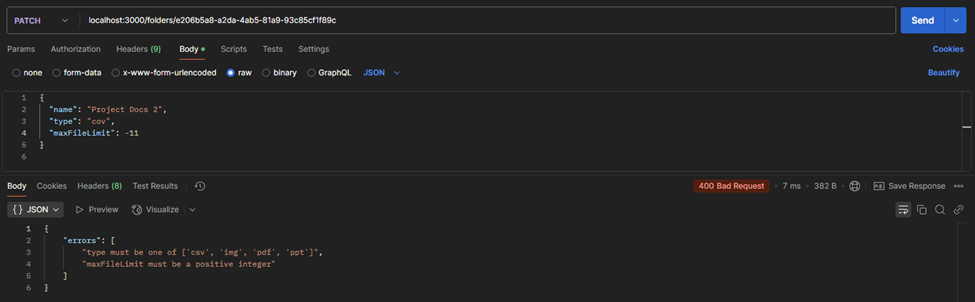 PATCH localhost:3000/folders/e206b5a8-a2da-4ab5-81a9-93c85cf1f89c Send
Params Authorization Headers (9) Body Scripts Tests Settings Cookies
none form-data x-www-form-urlencoded raw binary GraphQL JSON Beautify
1 {
2 "name": "Project Docs 2",
3 "type": "cov",
4 "maxFileLimit": -11
5 }
6
Body Cookies Headers (8) Test Results 400 Bad Request • 7 ms • 382 B • Save Response
{} JSON Preview Visualize
1 {
2 "errors": [
3 "type must be one of ['csv', 'img', 'pdf', 'ppt']",
4 "maxFileLimit must be a positive integer"
5 ]
6 }